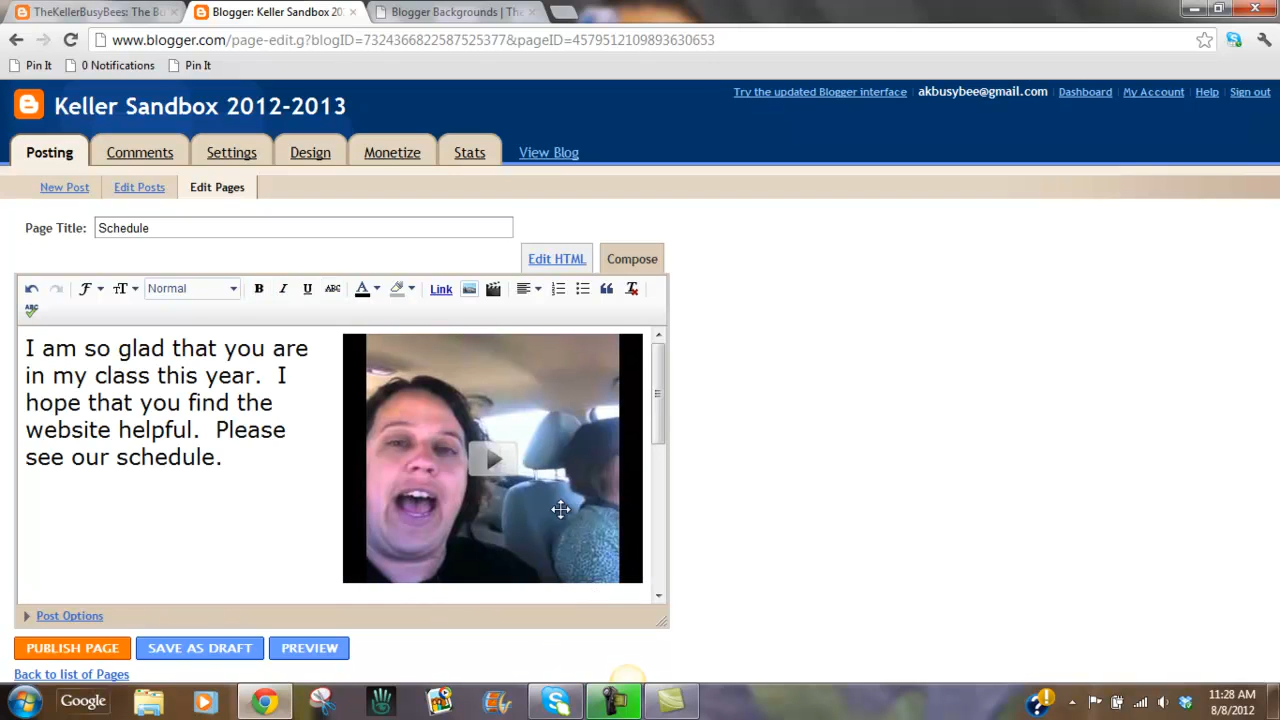 TheKellerBusyBees: The Bu
Blogger: Keller Sandbox 20
Blogger Backgrounds | The
www.blogger.com/page-edit.g?blogID=7324366822587525377&pageID=4579512109893630653
Pin It 0 Notifications Pin It
Try the updated Blogger interface akbusybee@gmail.com Dashboard My Account Help Sign out
Keller Sandbox 2012-2013
Posting Comments Settings Design Monetize Stats View Blog
New Post Edit Posts Edit Pages
Page Title: Schedule
Edit HTML Compose
Normal B I U ABC A Link
ABC
I am so glad that you are
in my class this year. I
hope that you find the
website helpful. Please
see our schedule.
Post Options
PUBLISH PAGE SAVE AS DRAFT PREVIEW
Back to list of Pages
Google
11:28 AM
8/8/2012